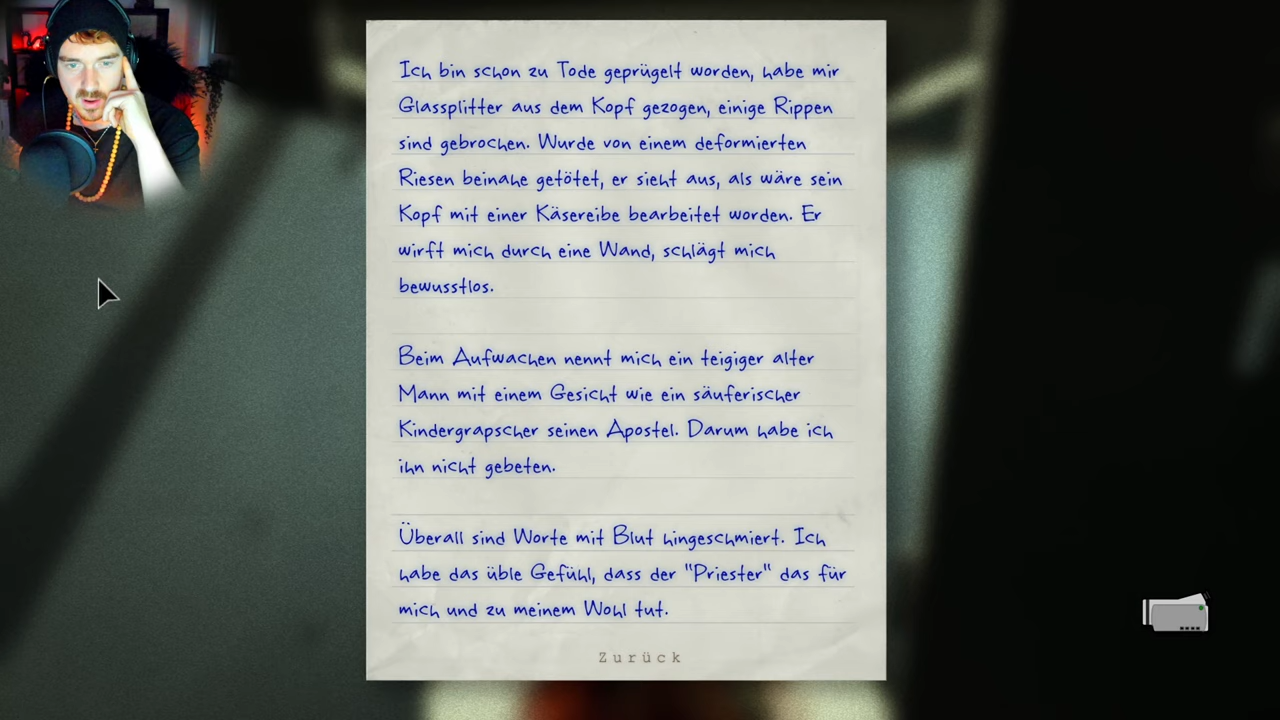 Ich bin schon zu Tode geprügelt worden, habe mir
Glassplitter aus dem Kopf gezogen, einige Rippen
sind gebrochen. Wurde von einem deformierten
Riesen beinahe getötet, er sieht aus, als wäre sein
Kopf mit einer Käsereibe bearbeitet worden. Er
wirft mich durch eine Wand, schlägt mich
bewusstlos.
Beim Aufwachen nennt mich ein teigiger alter
Mann mit einem Gesicht wie ein säuferischer
Kindergrapscher seinen Apostel. Darum habe ich
ihn nicht gebeten.
Überall sind Worte mit Blut hingeschmiert. Ich
habe das üble Gefühl, dass der "Priester" das für
mich und zu meinem Wohl tut.
Zurück